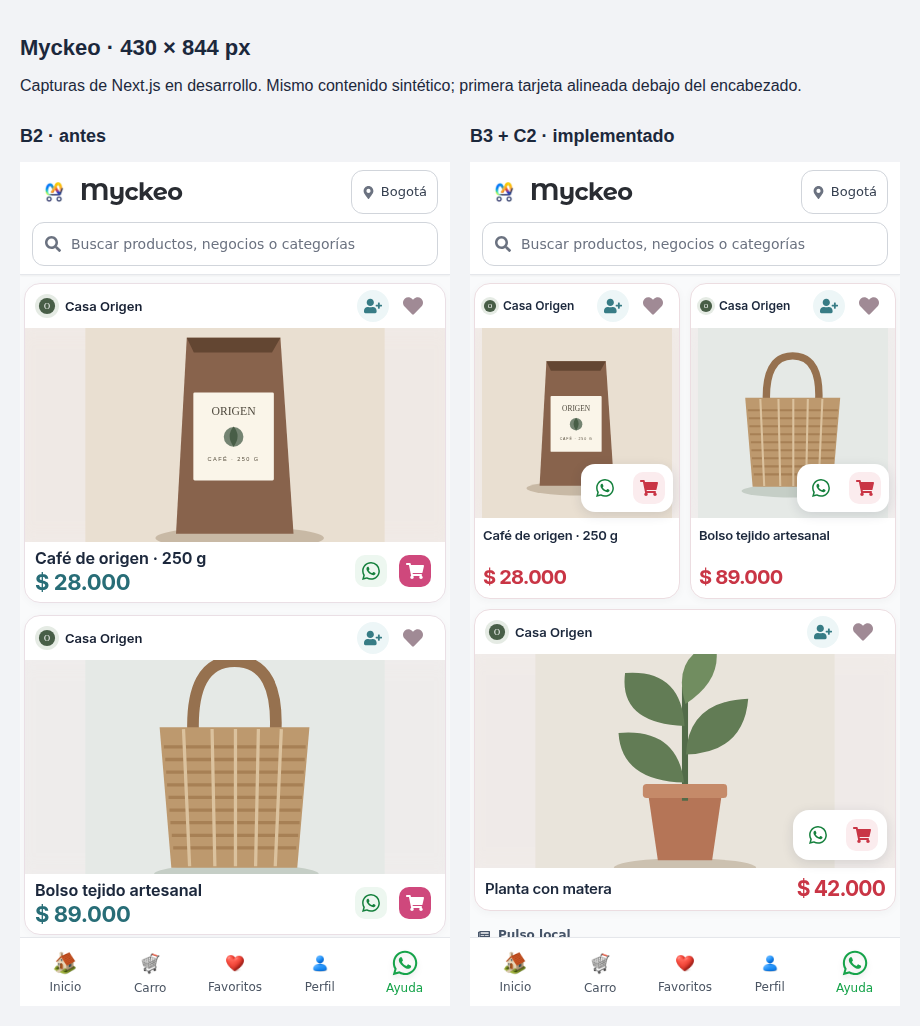 Myckeo · 430 × 844 px
Capturas de Next.js en desarrollo. Mismo contenido sintético; primera tarjeta alineada debajo del encabezado.
B2 · antes
Myckeo
Bogotá
Buscar productos, negocios o categorías
O
Casa Origen
ORIGEN
CAFÉ · 250 G
Café de origen · 250 g
$ 28.000
O
Casa Origen
Bolso tejido artesanal
$ 89.000
Inicio
Carro
Favoritos
Perfil
Ayuda
B3 + C2 · implementado
Myckeo
Bogotá
Buscar productos, negocios o categorías
O
Casa Origen
ORIGEN
CAFÉ · 250 G
Café de origen · 250 g
$ 28.000
O
Casa Origen
Bolso tejido artesanal
$ 89.000
O
Casa Origen
Planta con matera
$ 42.000
Pulso local
Inicio
Carro
Favoritos
Perfil
Ayuda